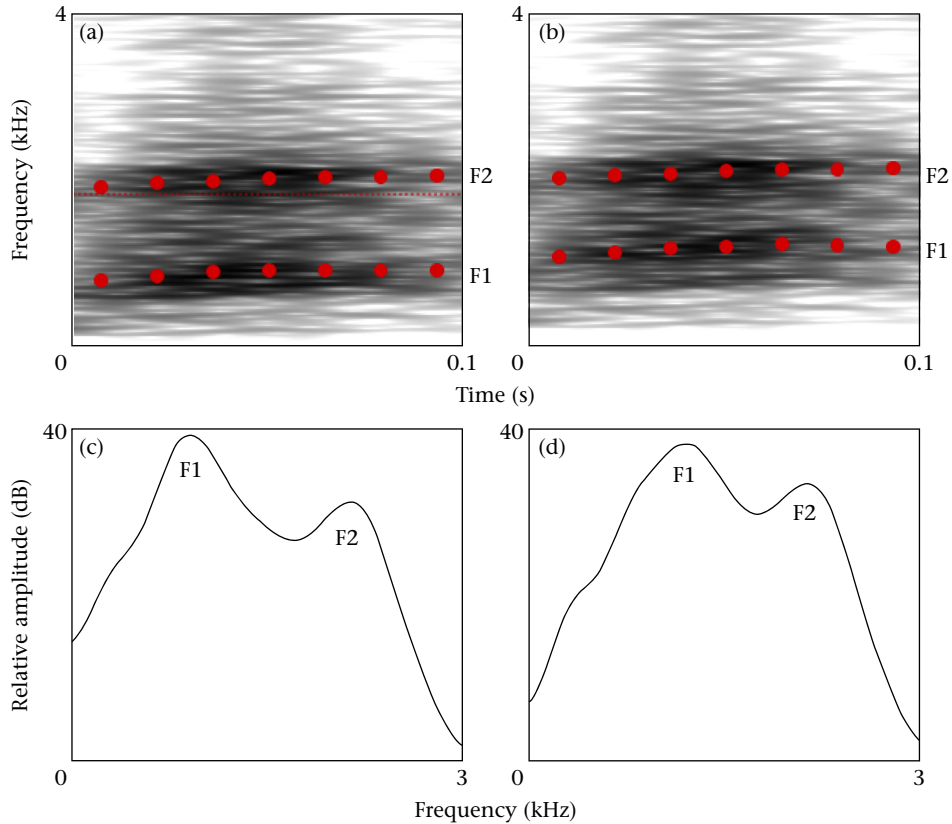 4
(a)
(b)
Frequency (kHz)
F2
F2
F1
F1
0
0.1
0
0.1
Time (s)
40
(c)
40
(d)
F1
F1
F2
F2
Relative amplitude (dB)
0
3
0
3
Frequency (kHz)